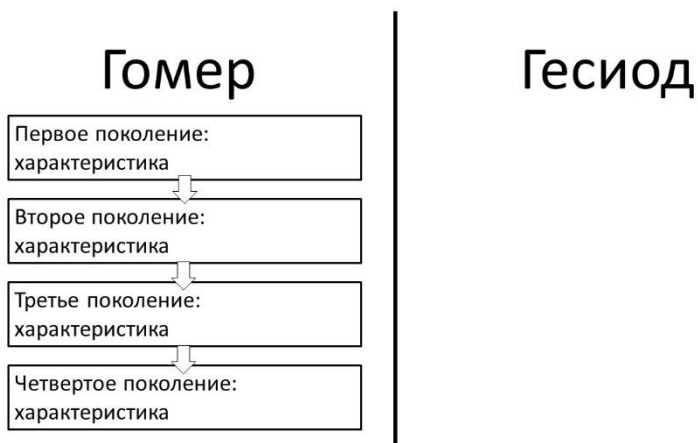 Гомер
Первое поколение:
характеристика
Второе поколение:
характеристика
Третье поколение:
характеристика
Четвертое поколение:
характеристика
Гесиод